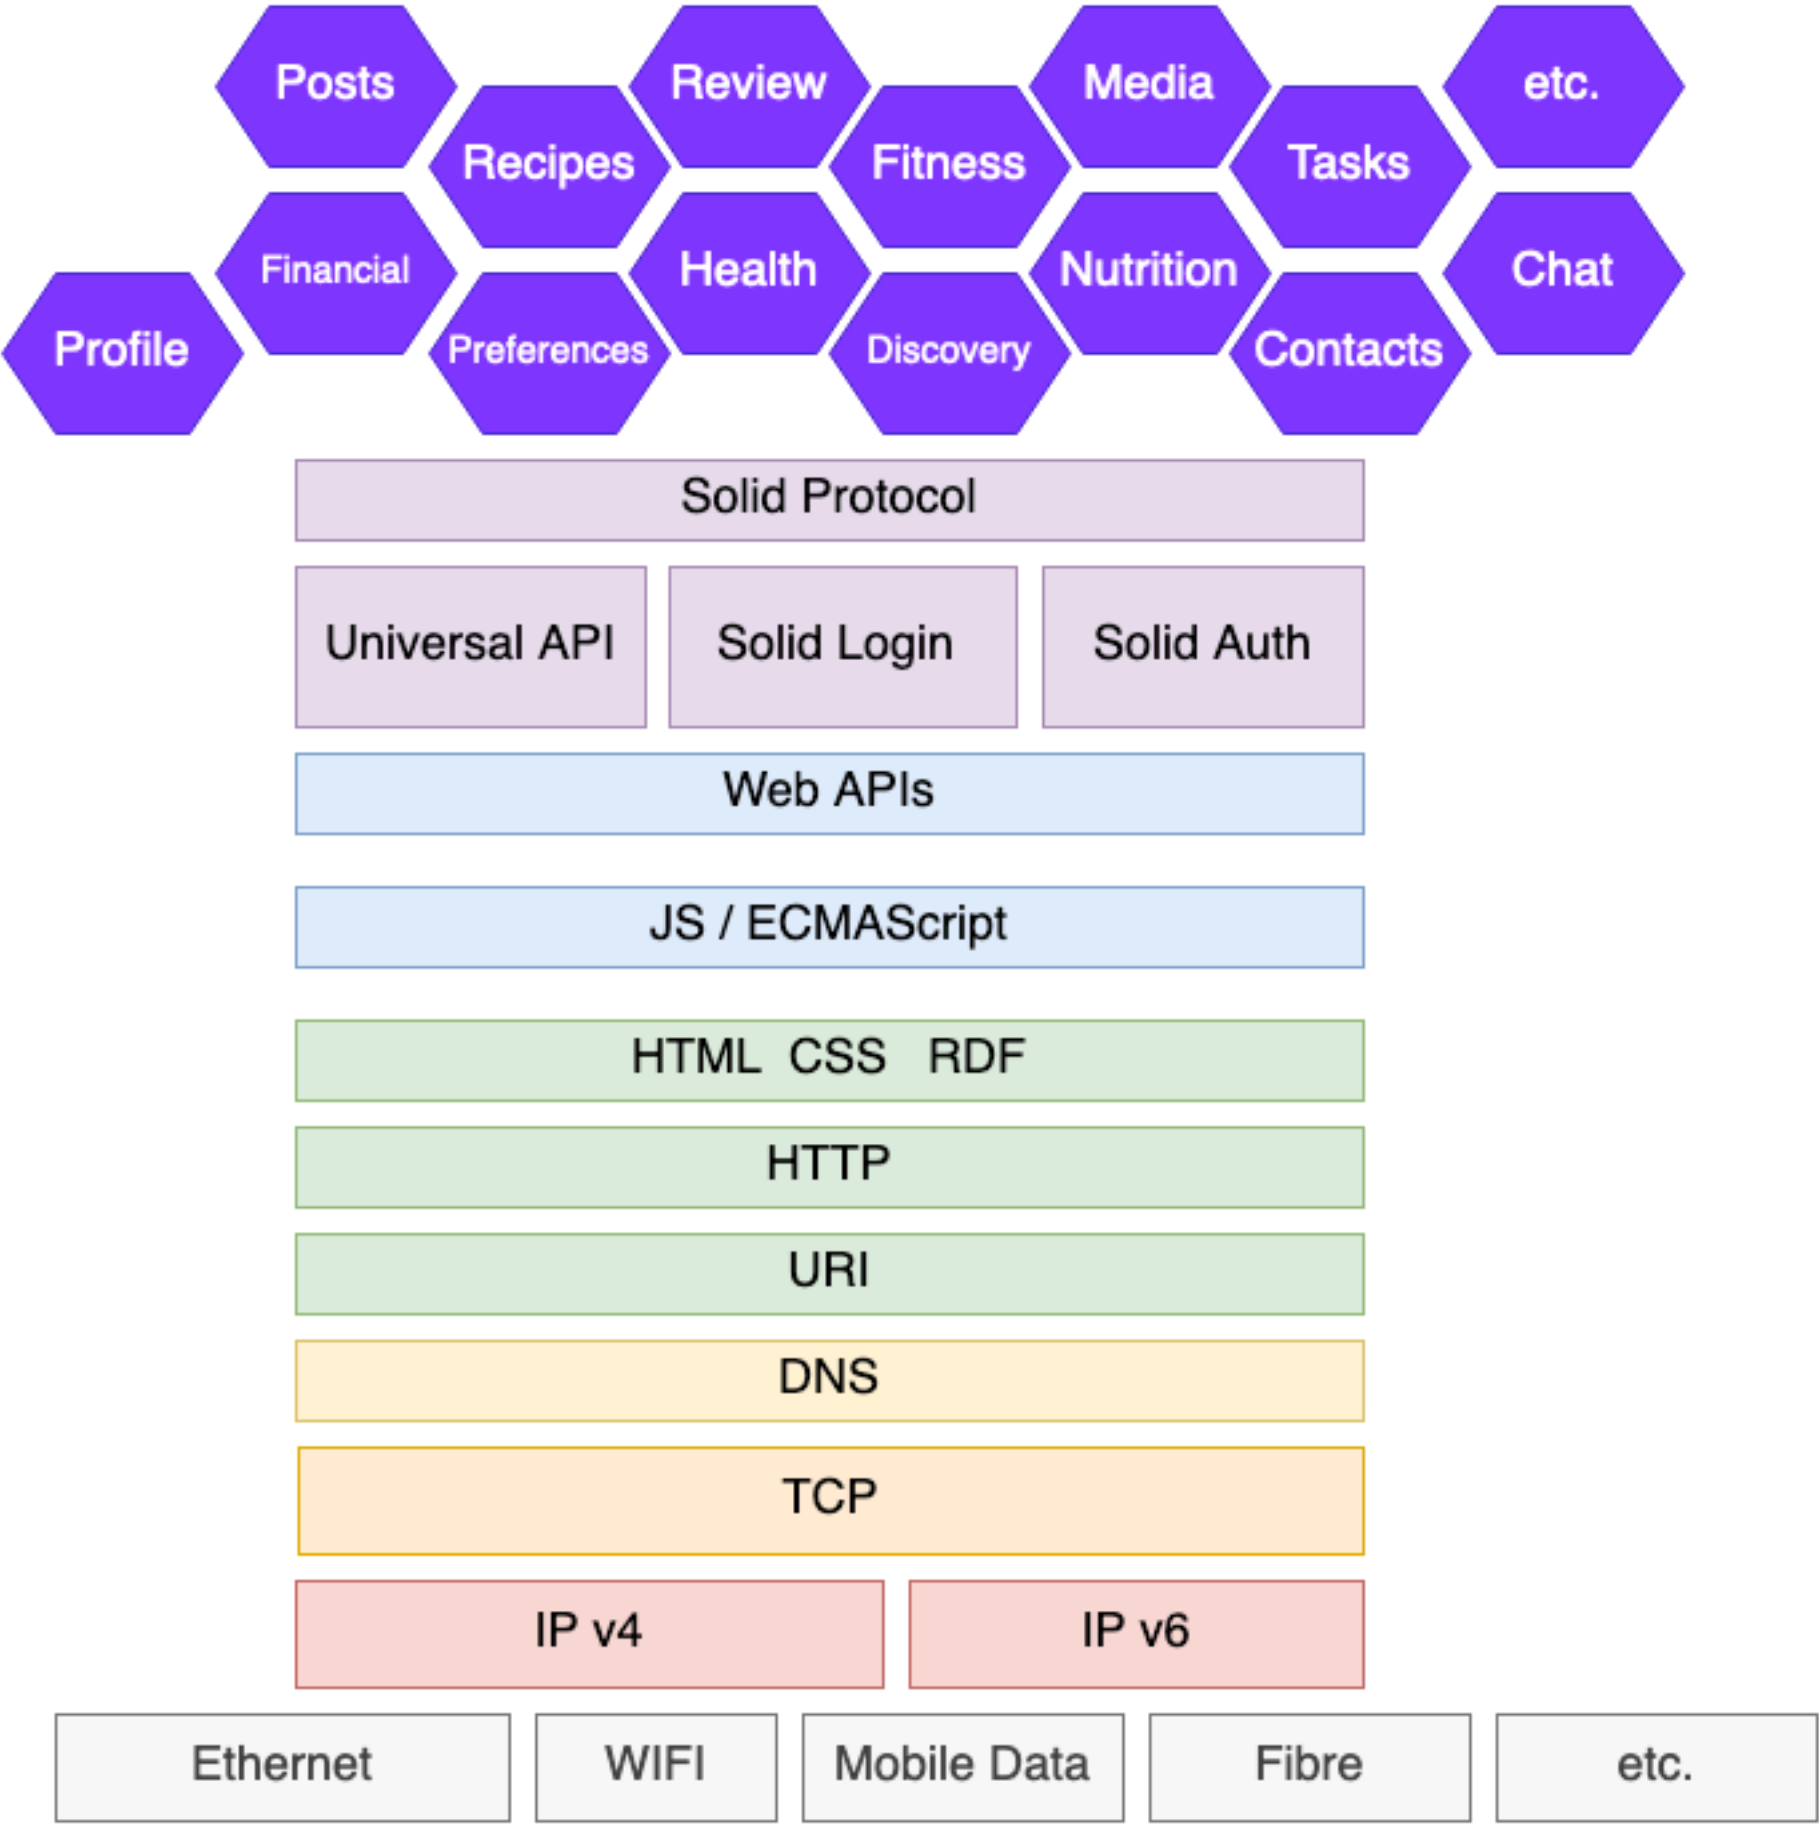 Posts
Review
Media
etc.
Recipes
Fitness
Tasks
Financial
Health
Nutrition
Chat
Profile
Preferences
Discovery
Contacts
Solid Protocol
Universal API
Solid Login
Solid Auth
Web APIs
JS / ECMAScript
HTML CSS RDF
HTTP
URI
DNS
TCP
IP v4
IP v6
Ethernet
WIFI
Mobile Data
Fibre
etc.